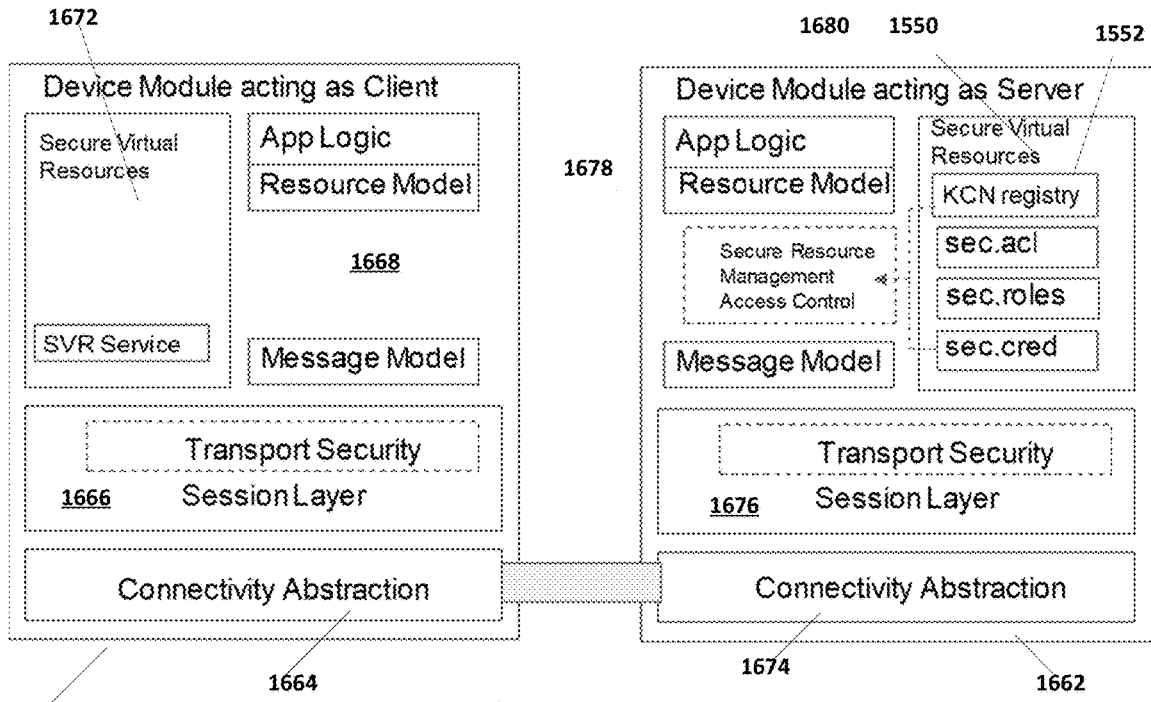 1672
1680 1550 1552
Device Module acting as Client
Secure Virtual
Resources
App Logic
Resource Model
1668
SVR Service
Message Model
Transport Security
1666 Session Layer
Connectivity Abstraction
1664
1678
Device Module acting as Server
App Logic
Resource Model
Secure Virtual
Resources
KCN registry
sec.acl
sec.roles
sec.cred
Secure Resource
Management
Access Control
Message Model
Transport Security
1676 Session Layer
Connectivity Abstraction
1674
1662